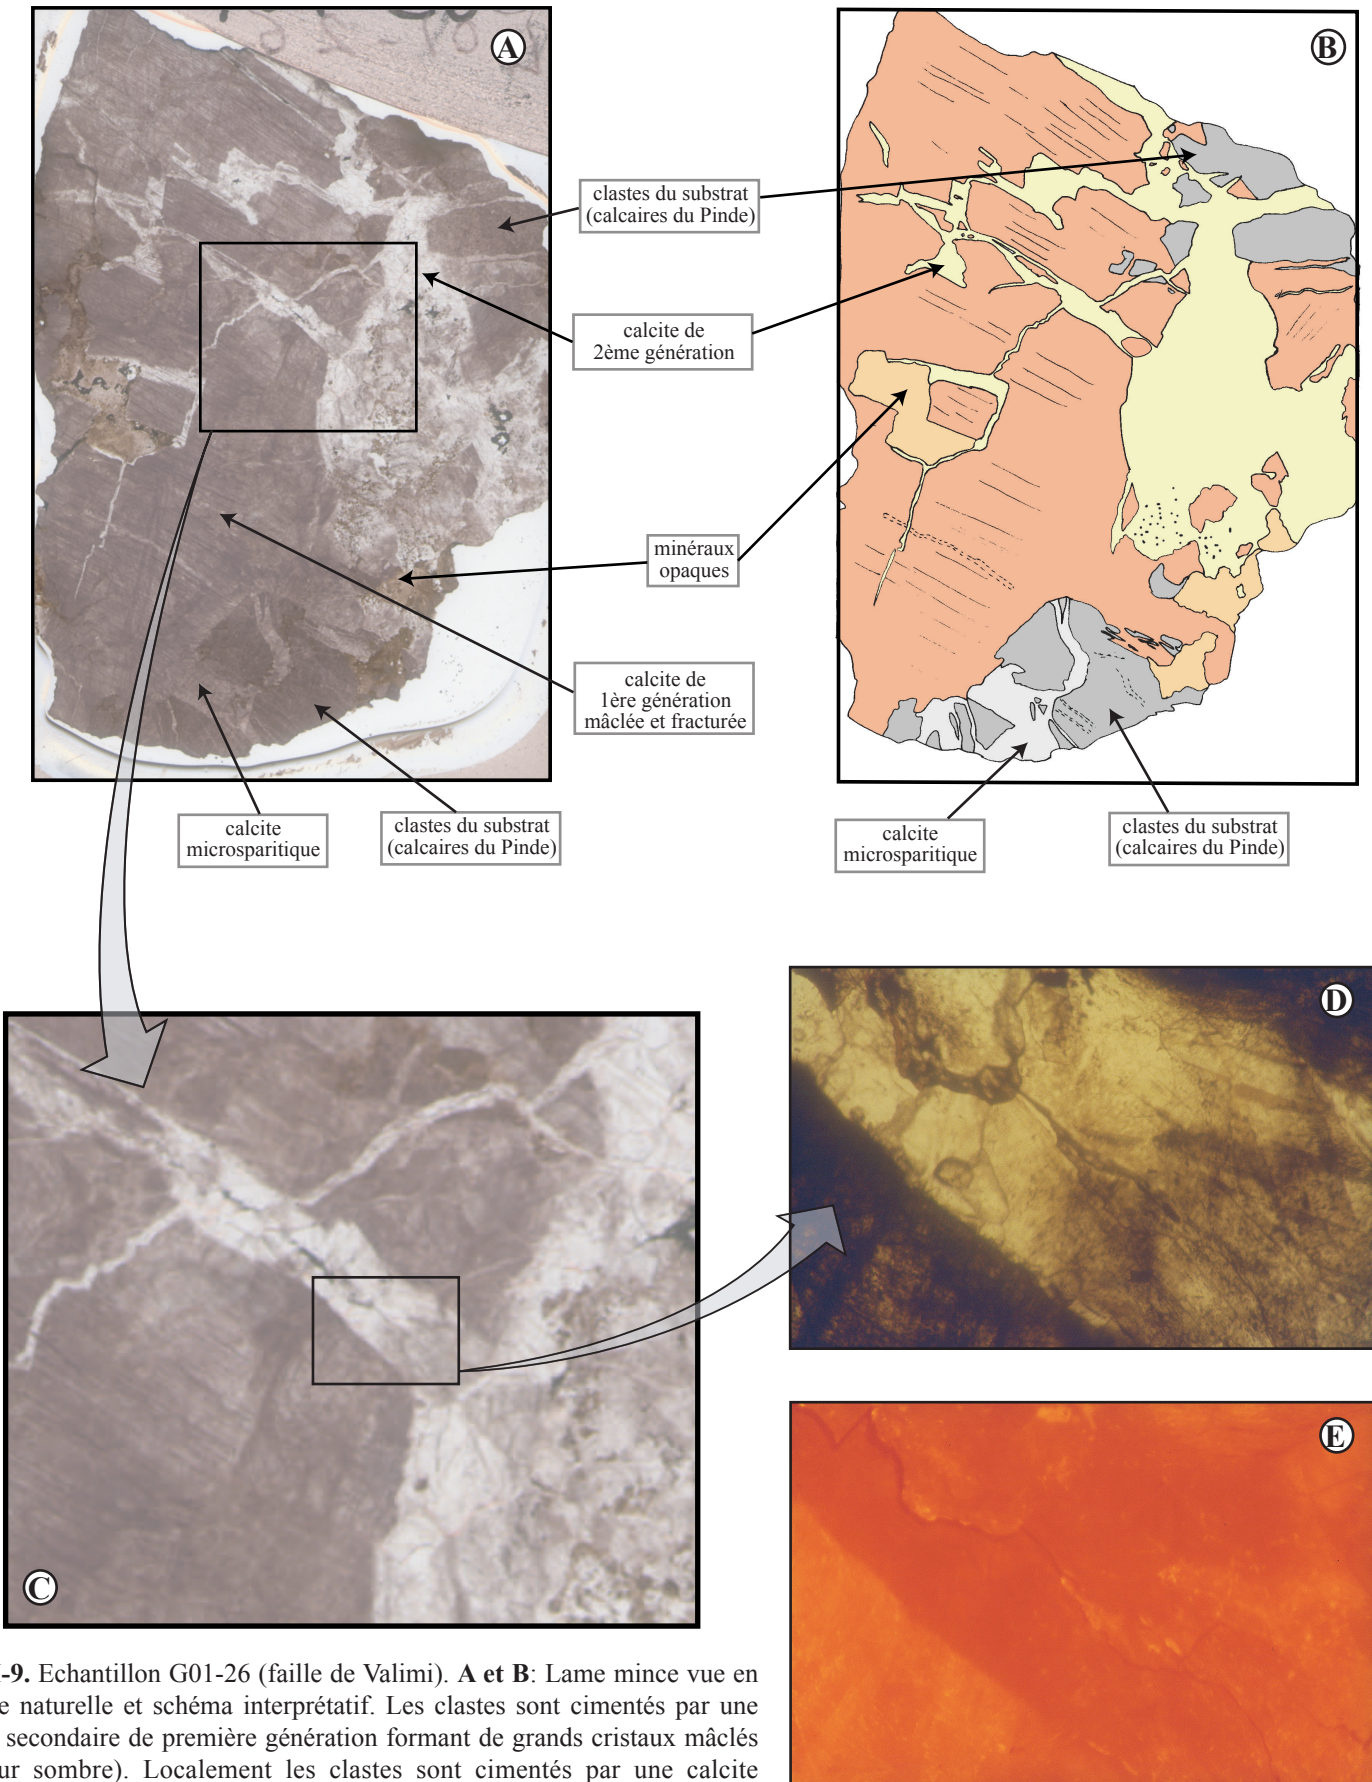 A
B
clastes du substrat
(calcaires du Pinde)
calcite de
2ème génération
minéraux
opaques
calcite de
1ère génération
mâclée et fracturée
calcite
microsparitique
clastes du substrat
(calcaires du Pinde)
calcite
microsparitique
clastes du substrat
(calcaires du Pinde)
D
C
E
-9. Echantillon G01-26 (faille de Valimi). A et B: Lame mince vue en
naturelle et schéma interprétatif. Les clastes sont cimentés par une
secondaire de première génération formant de grands cristaux mâclés
sombre). Localement les clastes sont cimentés par une calcite